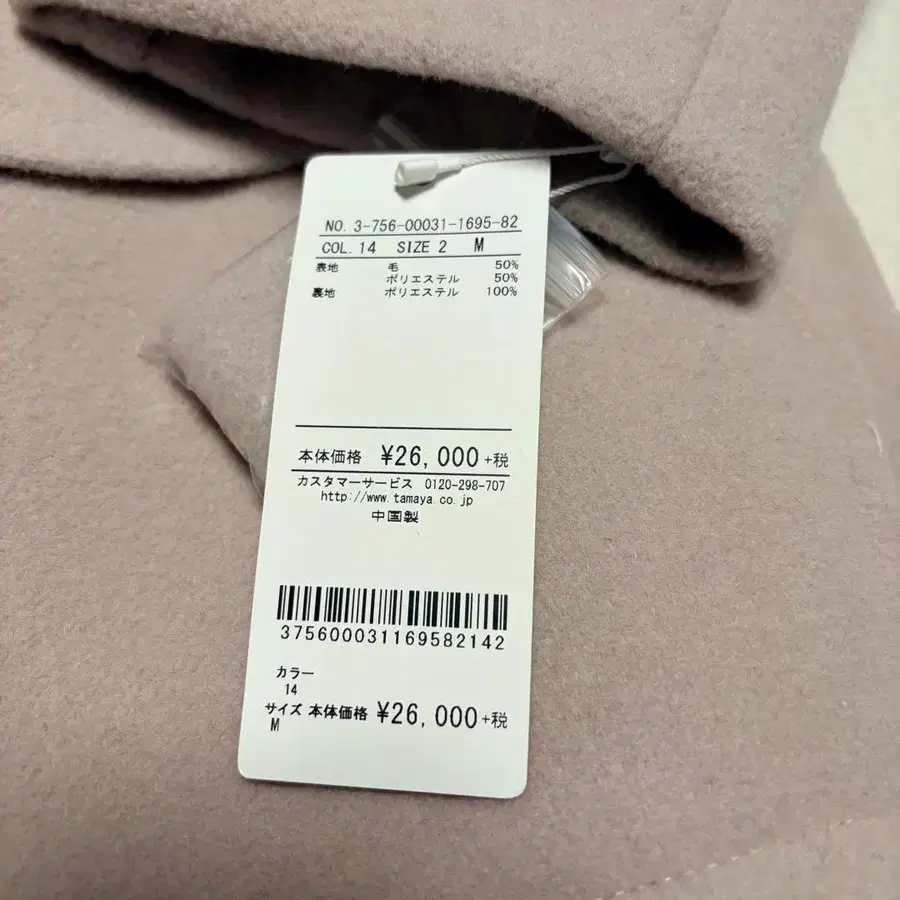 NO. 3-756-00031-1695-82
COL. 14 SIZE 2 M
表地 毛 50%
ポリエステル 50%
裏地 ポリエステル 100%
本体価格 ¥26,000+税
カスタマーサービス 0120-298-707
http://www.tamaya.co.jp
中国製
375600031169582142
カラー
14
サイズ 本体価格 ¥26,000+税
M